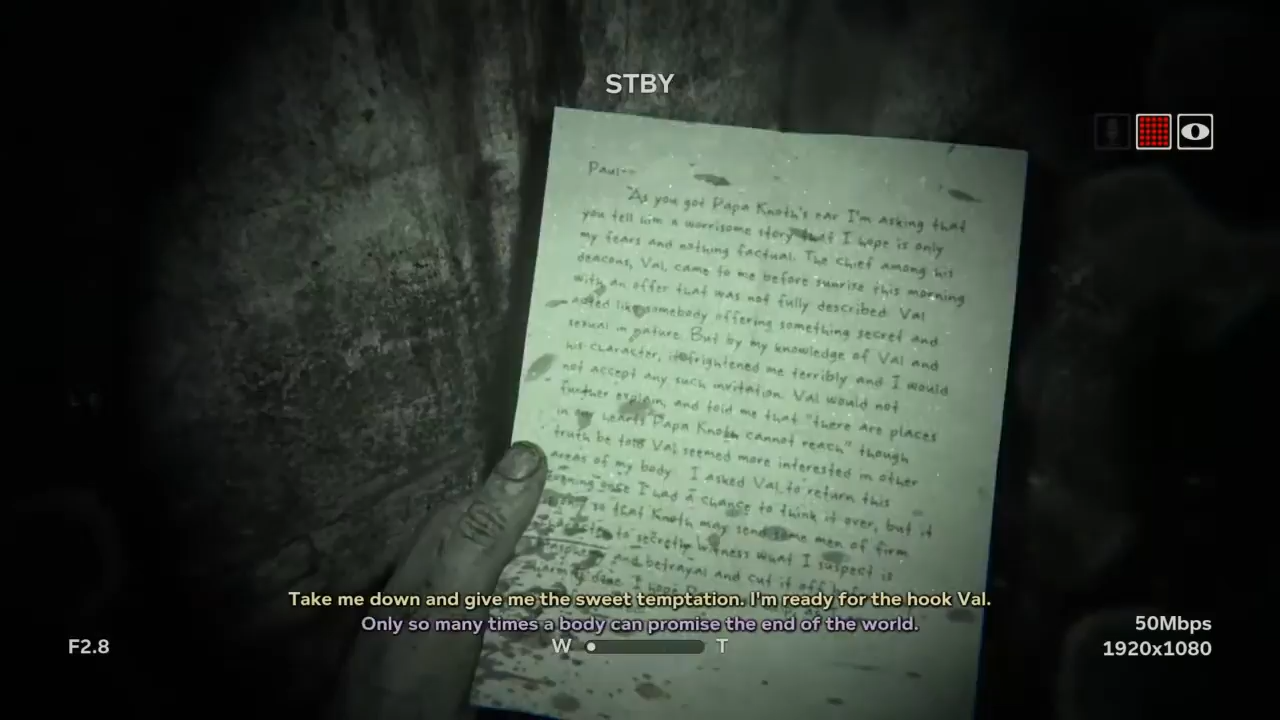 STBY
Paul--
As you got Papa Knoth's ear I'm asking that
you tell him a worrisome story that I hope is only
my fears and nothing factual. The chief among his
deacons, Val, came to me before sunrise this morning
with an offer that was not fully described. Val
acted like somebody offering something secret and
sexual in nature. But by my knowledge of Val and
his character, it frightened me terribly and I would
not accept any such invitation. Val would not
further explain, and told me that "there are places
in my hearts Papa Knoth cannot reach" though
truth be told Val seemed more interested in other
areas of my body. I asked Val to return this
evening once I had a chance to think it over, but it
is so that Knoth may send some men of firm
to secretly witness what I suspect is
and betrayal and cut it off
done. I hope
Take me down and give me the sweet temptation. I'm ready for the hook Val.
Only so many times a body can promise the end of the world.
F2.8
W T
50Mbps
1920x1080